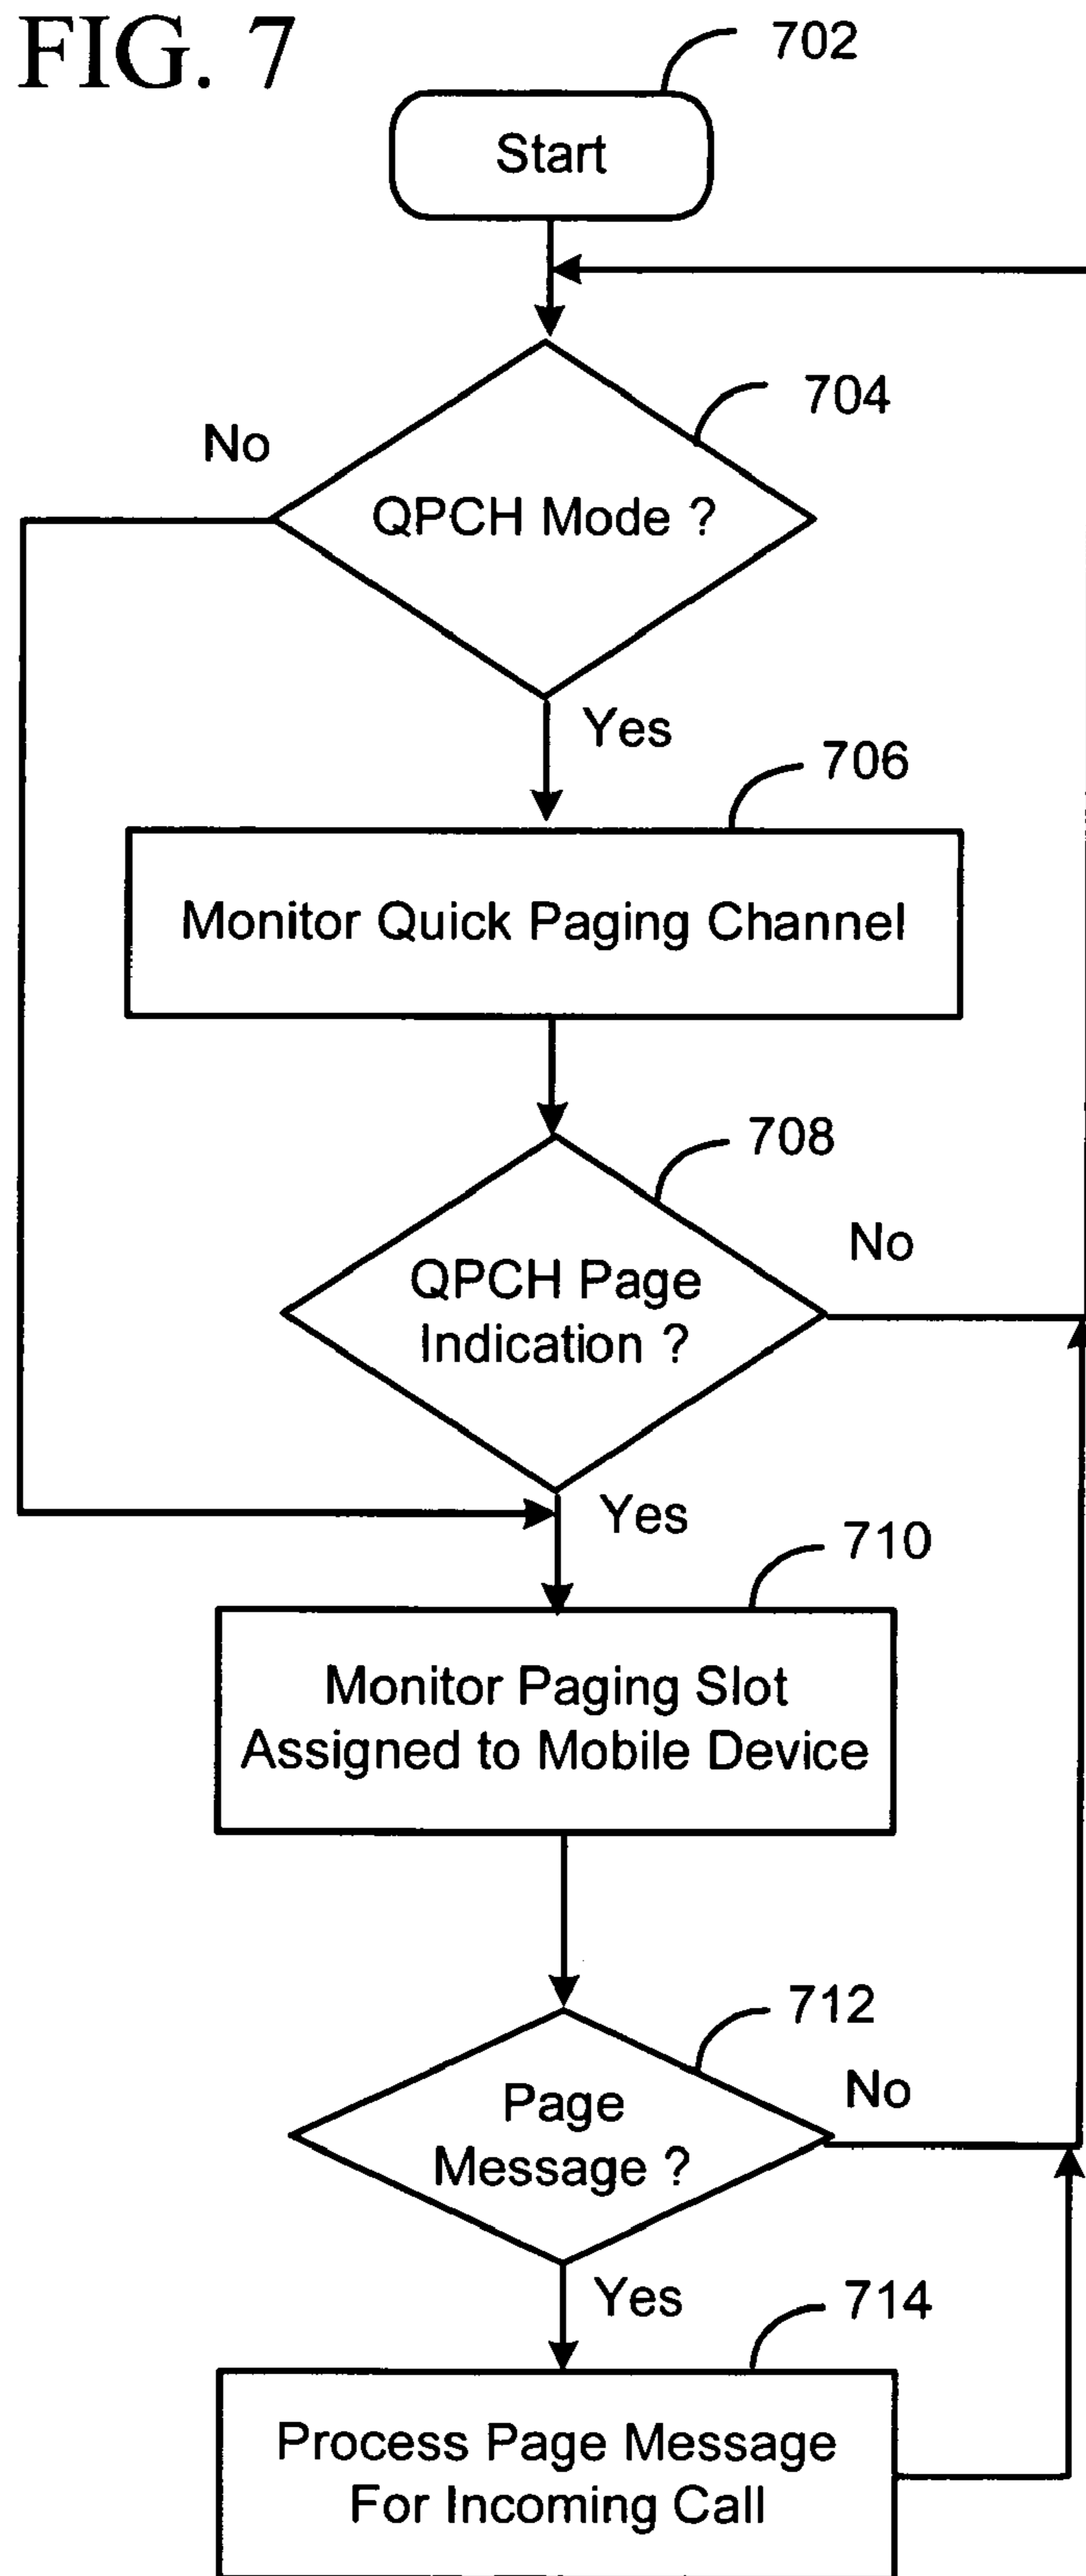 FIG. 7
702
Start
704
No
QPCH Mode ?
Yes
706
Monitor Quick Paging Channel
708
No
QPCH Page
Indication ?
Yes
710
Monitor Paging Slot
Assigned to Mobile Device
712
No
Page
Message ?
Yes
714
Process Page Message
For Incoming Call